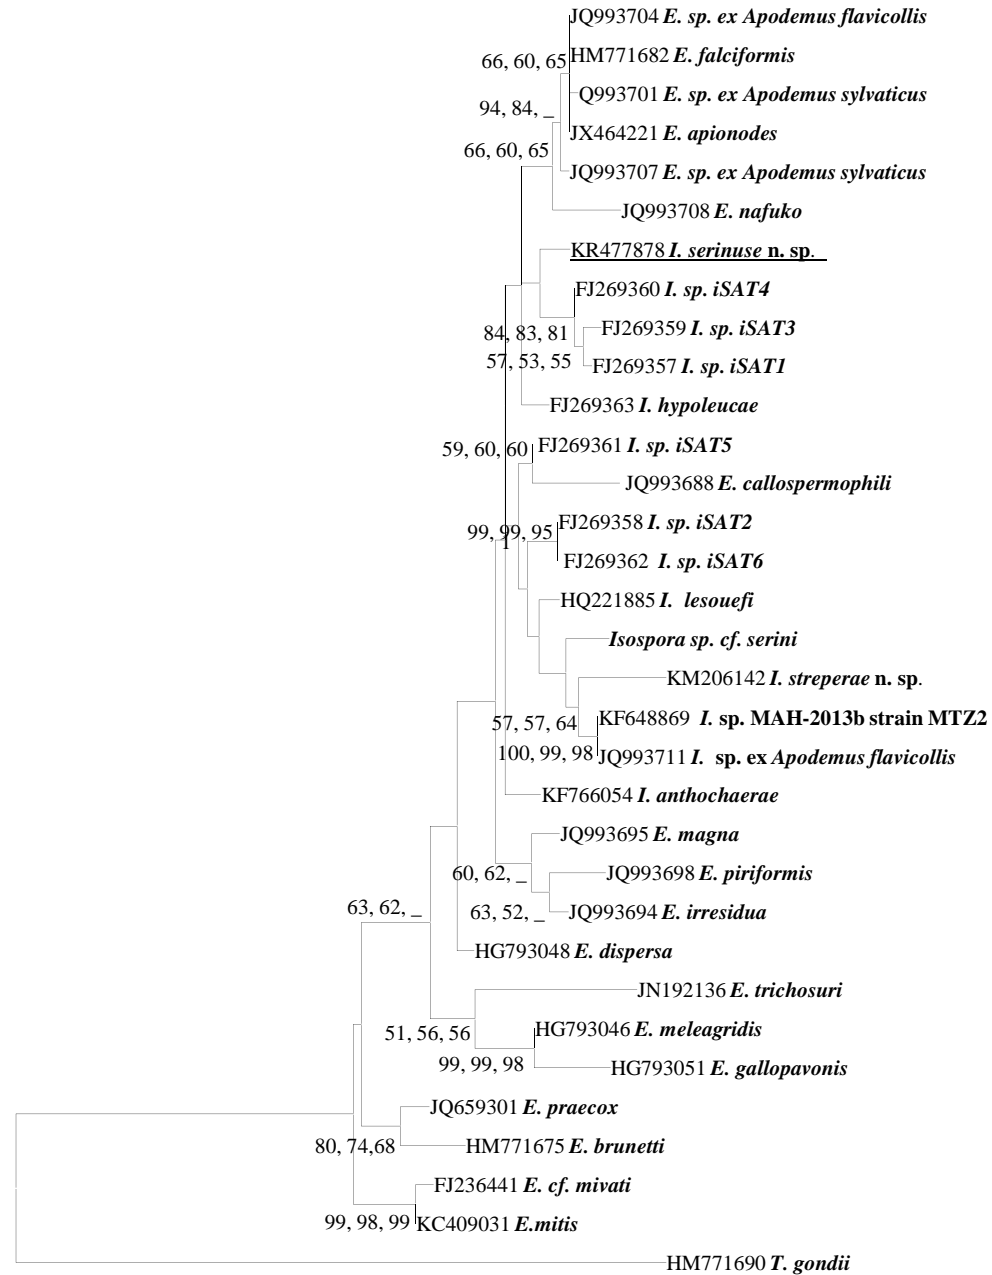 JQ993704 E. sp. ex Apodemus flavicollis
HM771682 E. falciformis
66, 60, 65
Q993701 E. sp. ex Apodemus sylvaticus
94, 84, _
JX464221 E. apionodes
66, 60, 65
JQ993707 E. sp. ex Apodemus sylvaticus
JQ993708 E. nafuko
KR477878 I. serinuse n. sp.
FJ269360 I. sp. iSAT4
84, 83, 81
FJ269359 I. sp. iSAT3
57, 53, 55
FJ269357 I. sp. iSAT1
FJ269363 I. hypoleucae
59, 60, 60
FJ269361 I. sp. iSAT5
JQ993688 E. callospermophili
FJ269358 I. sp. iSAT2
99, 99, 95
1
FJ269362 I. sp. iSAT6
HQ221885 I. lesouefi
Isospora sp. cf. serini
KM206142 I. streperae n. sp.
57, 57, 64
KF648869 I. sp. MAH-2013b strain MTZ2
100, 99, 98
JQ993711 I. sp. ex Apodemus flavicollis
KF766054 I. anthochaerae
JQ993695 E. magna
60, 62, _
JQ993698 E. piriformis
63, 52, _
JQ993694 E. irresidua
63, 62, _
HG793048 E. dispersa
JN192136 E. trichosuri
51, 56, 56
HG793046 E. meleagridis
99, 99, 98
HG793051 E. gallopavonis
JQ659301 E. praecox
80, 74,68
HM771675 E. brunetti
FJ236441 E. cf. mivati
99, 98, 99
KC409031 E.mitis
HM771690 T. gondii